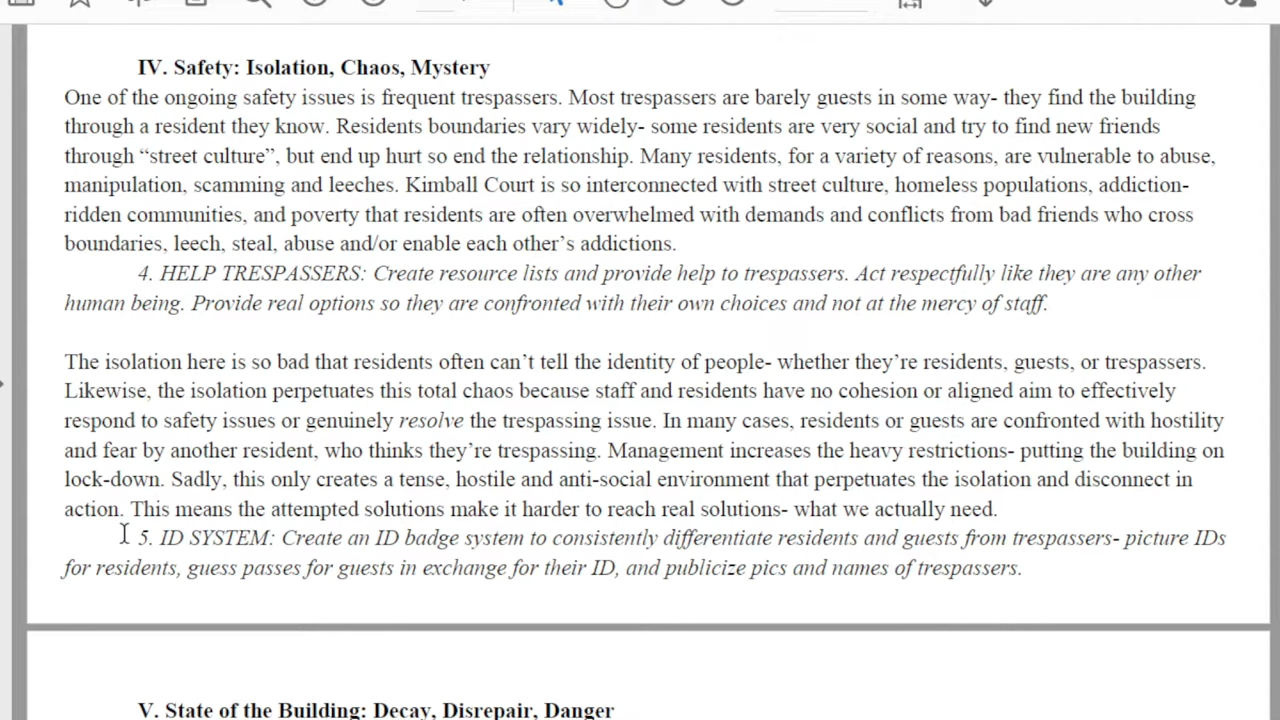 IV. Safety: Isolation, Chaos, Mystery
One of the ongoing safety issues is frequent trespassers. Most trespassers are barely guests in some way- they find the building
through a resident they know. Residents boundaries vary widely- some residents are very social and try to find new friends
through “street culture”, but end up hurt so end the relationship. Many residents, for a variety of reasons, are vulnerable to abuse,
manipulation, scamming and leeches. Kimball Court is so interconnected with street culture, homeless populations, addiction-
ridden communities, and poverty that residents are often overwhelmed with demands and conflicts from bad friends who cross
boundaries, leech, steal, abuse and/or enable each other’s addictions.
4. HELP TRESPASSERS: Create resource lists and provide help to trespassers. Act respectfully like they are any other
human being. Provide real options so they are confronted with their own choices and not at the mercy of staff.
The isolation here is so bad that residents often can’t tell the identity of people- whether they’re residents, guests, or trespassers.
Likewise, the isolation perpetuates this total chaos because staff and residents have no cohesion or aligned aim to effectively
respond to safety issues or genuinely resolve the trespassing issue. In many cases, residents or guests are confronted with hostility
and fear by another resident, who thinks they’re trespassing. Management increases the heavy restrictions- putting the building on
lock-down. Sadly, this only creates a tense, hostile and anti-social environment that perpetuates the isolation and disconnect in
action. This means the attempted solutions make it harder to reach real solutions- what we actually need.
5. ID SYSTEM: Create an ID badge system to consistently differentiate residents and guests from trespassers- picture IDs
for residents, guess passes for guests in exchange for their ID, and publicize pics and names of trespassers.
V. State of the Building: Decay, Disrepair, Danger